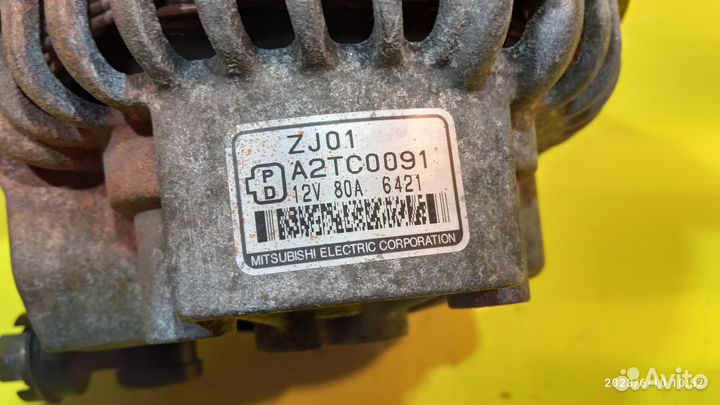 ZJ01
A2TC0091
P
D
12V 80A 6421
MITSUBISHI ELECTRIC CORPORATION
Avito